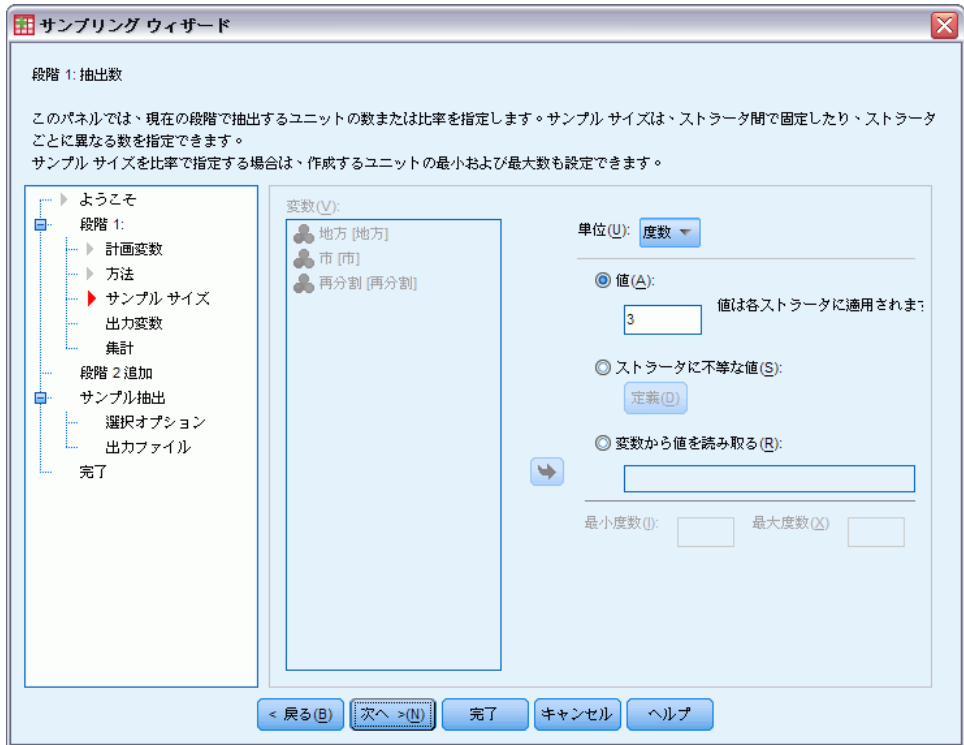 サンプリング ウィザード
段階 1: 抽出数
このパネルでは、現在の段階で抽出するユニットの数または比率を指定します。サンプル サイズは、ストラータ間で固定したり、ストラータ
ごとに異なる数を指定できます。
サンプル サイズを比率で指定する場合は、作成するユニットの最小および最大数も設定できます。
ようこそ
段階 1:
計画変数
方法
サンプル サイズ
出力変数
集計
段階 2 追加
サンプル抽出
選択オプション
出力ファイル
完了
変数(V):
地方 [地方]
市 [市]
再分割 [再分割]
単位(U): 度数
値(A):
3
値は各ストラータに適用されます
ストラータに不等な値(S):
定義(D)
変数から値を読み取る(R):
最小度数(I):
最大度数(X)
< 戻る(B)
次へ >(N)
完了
キャンセル
ヘルプ